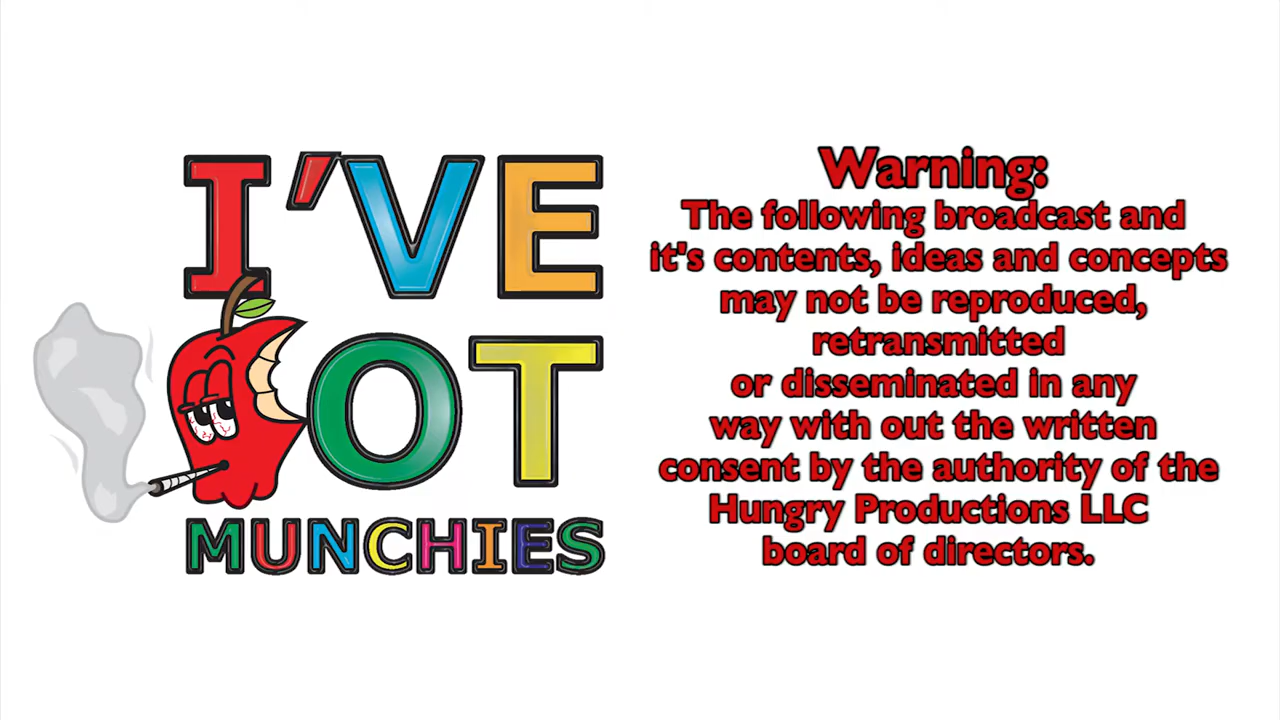 I'VE
OT
MUNCHIES
Warning:
The following broadcast and
it's contents, ideas and concepts
may not be reproduced,
retransmitted
or disseminated in any
way with out the written
consent by the authority of the
Hungry Productions LLC
board of directors.